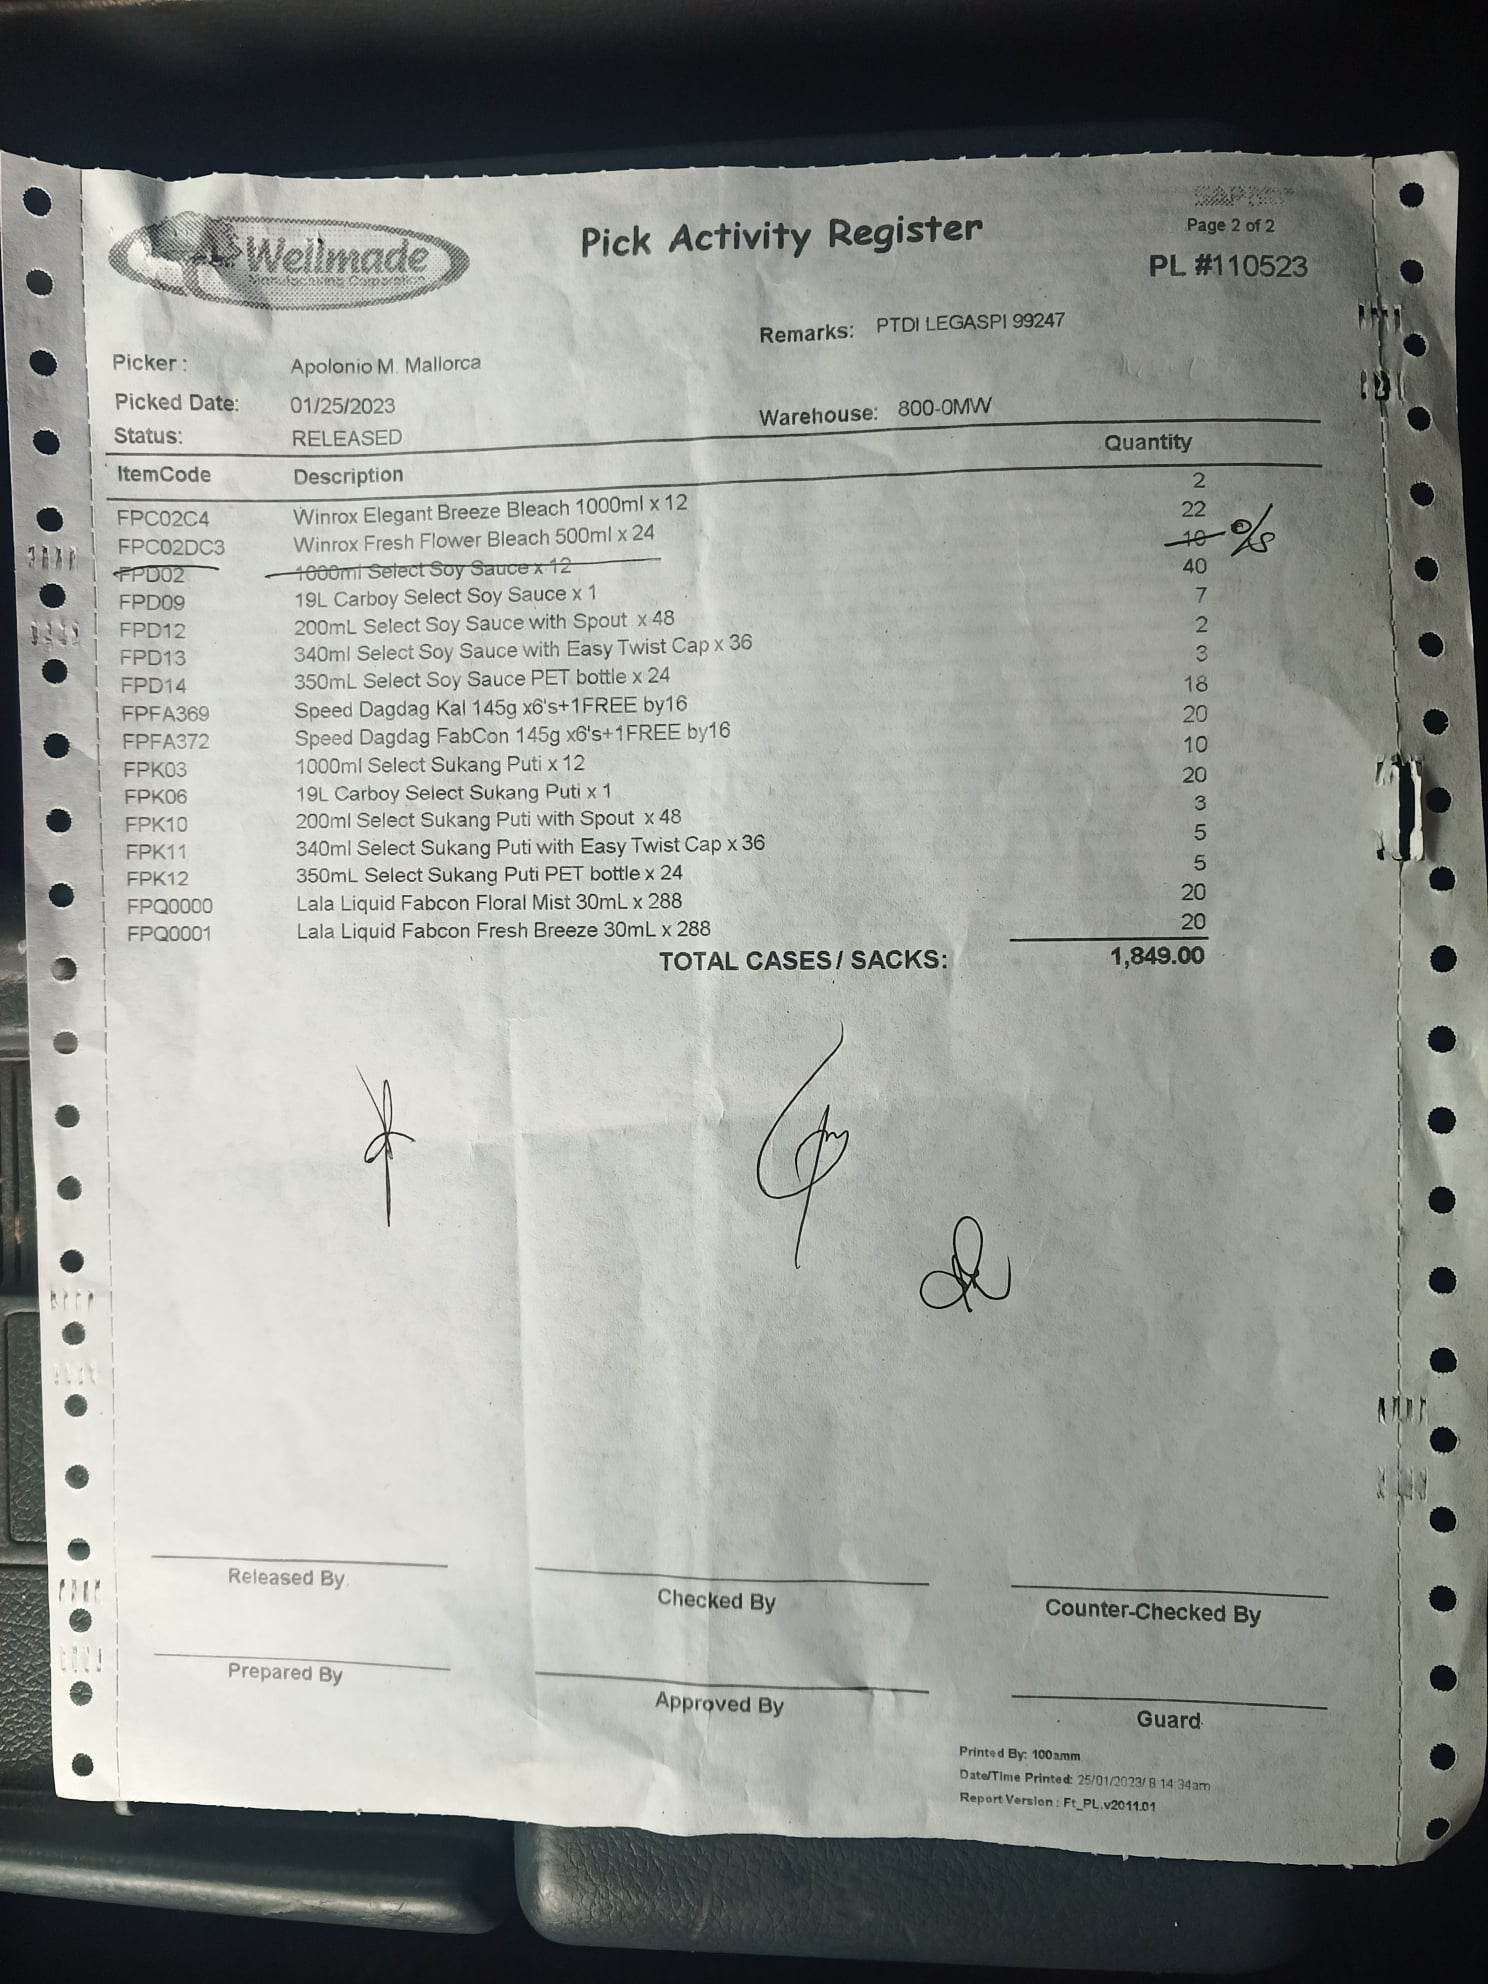 Wellmade
Manufacturing Corporation
Pick Activity Register
Page 2 of 2
PL #110523
Remarks: PTDI LEGASPI 99247
Picker : Apolonio M. Mallorca
Picked Date: 01/25/2023
Warehouse: 800-0MW
Status: RELEASED
ItemCode Description Quantity
FPC02C4 Winrox Elegant Breeze Bleach 1000ml x 12 2
FPC02DC3 Winrox Fresh Flower Bleach 500ml x 24 22
FPD02 1000ml Select Soy Sauce x 12 10 o/s
FPD09 19L Carboy Select Soy Sauce x 1 40
FPD12 200mL Select Soy Sauce with Spout x 48 7
FPD13 340ml Select Soy Sauce with Easy Twist Cap x 36 2
FPD14 350mL Select Soy Sauce PET bottle x 24 3
FPFA369 Speed Dagdag Kal 145g x6's+1FREE by16 18
FPFA372 Speed Dagdag FabCon 145g x6's+1FREE by16 20
FPK03 1000ml Select Sukang Puti x 12 10
FPK06 19L Carboy Select Sukang Puti x 1 20
FPK10 200ml Select Sukang Puti with Spout x 48 3
FPK11 340ml Select Sukang Puti with Easy Twist Cap x 36 5
FPK12 350mL Select Sukang Puti PET bottle x 24 5
FPQ0000 Lala Liquid Fabcon Floral Mist 30mL x 288 20
FPQ0001 Lala Liquid Fabcon Fresh Breeze 30mL x 288 20
TOTAL CASES / SACKS: 1,849.00
Released By
Checked By
Counter-Checked By
Prepared By
Approved By
Guard
Printed By: 100amm
Date/Time Printed: 25/01/2023/ 8:14:34am
Report Version : Ft_PL.v2011.01